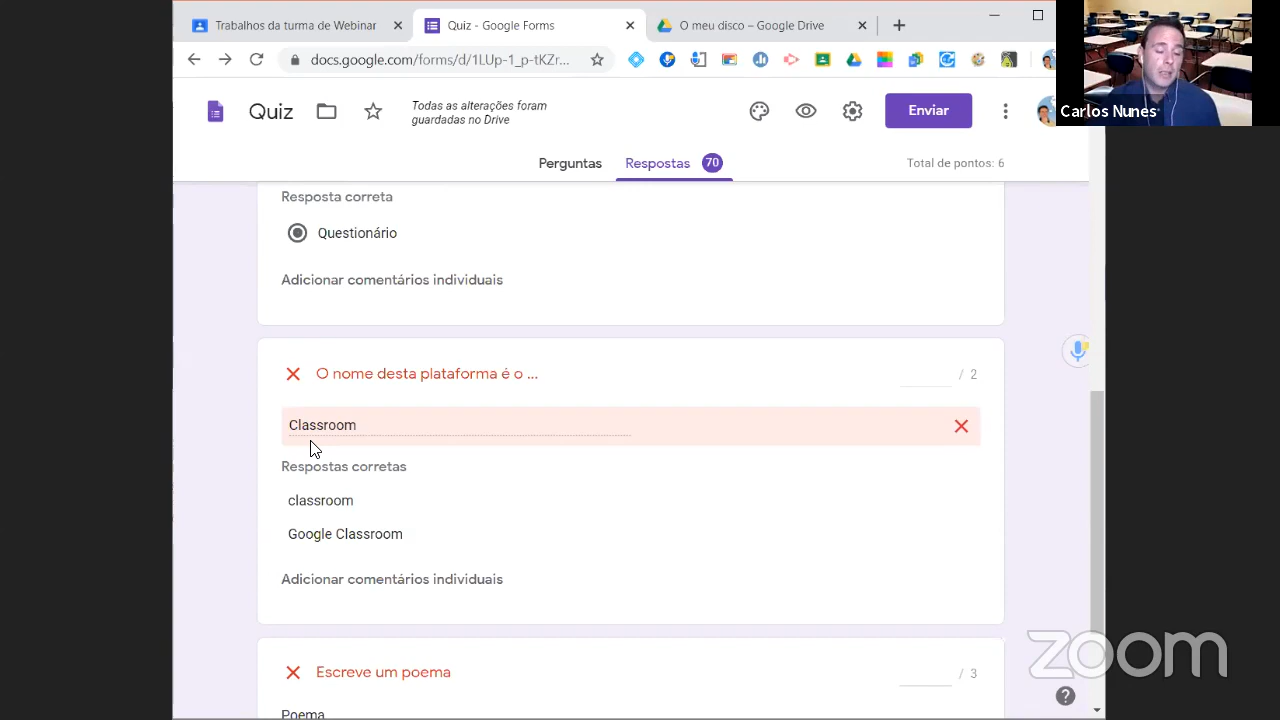 Trabalhos da turma de Webinar
Quiz - Google Forms
O meu disco – Google Drive
docs.google.com/forms/d/1LUp-1_p-tKZr...
Carlos Nunes
Quiz
Todas as alterações foram
guardadas no Drive
Enviar
Perguntas
Respostas 70
Total de pontos: 6
Resposta correta
Questionário
Adicionar comentários individuais
O nome desta plataforma é o ...
/ 2
Classroom
Respostas corretas
classroom
Google Classroom
Adicionar comentários individuais
Escreve um poema
/ 3
Poema
zoom